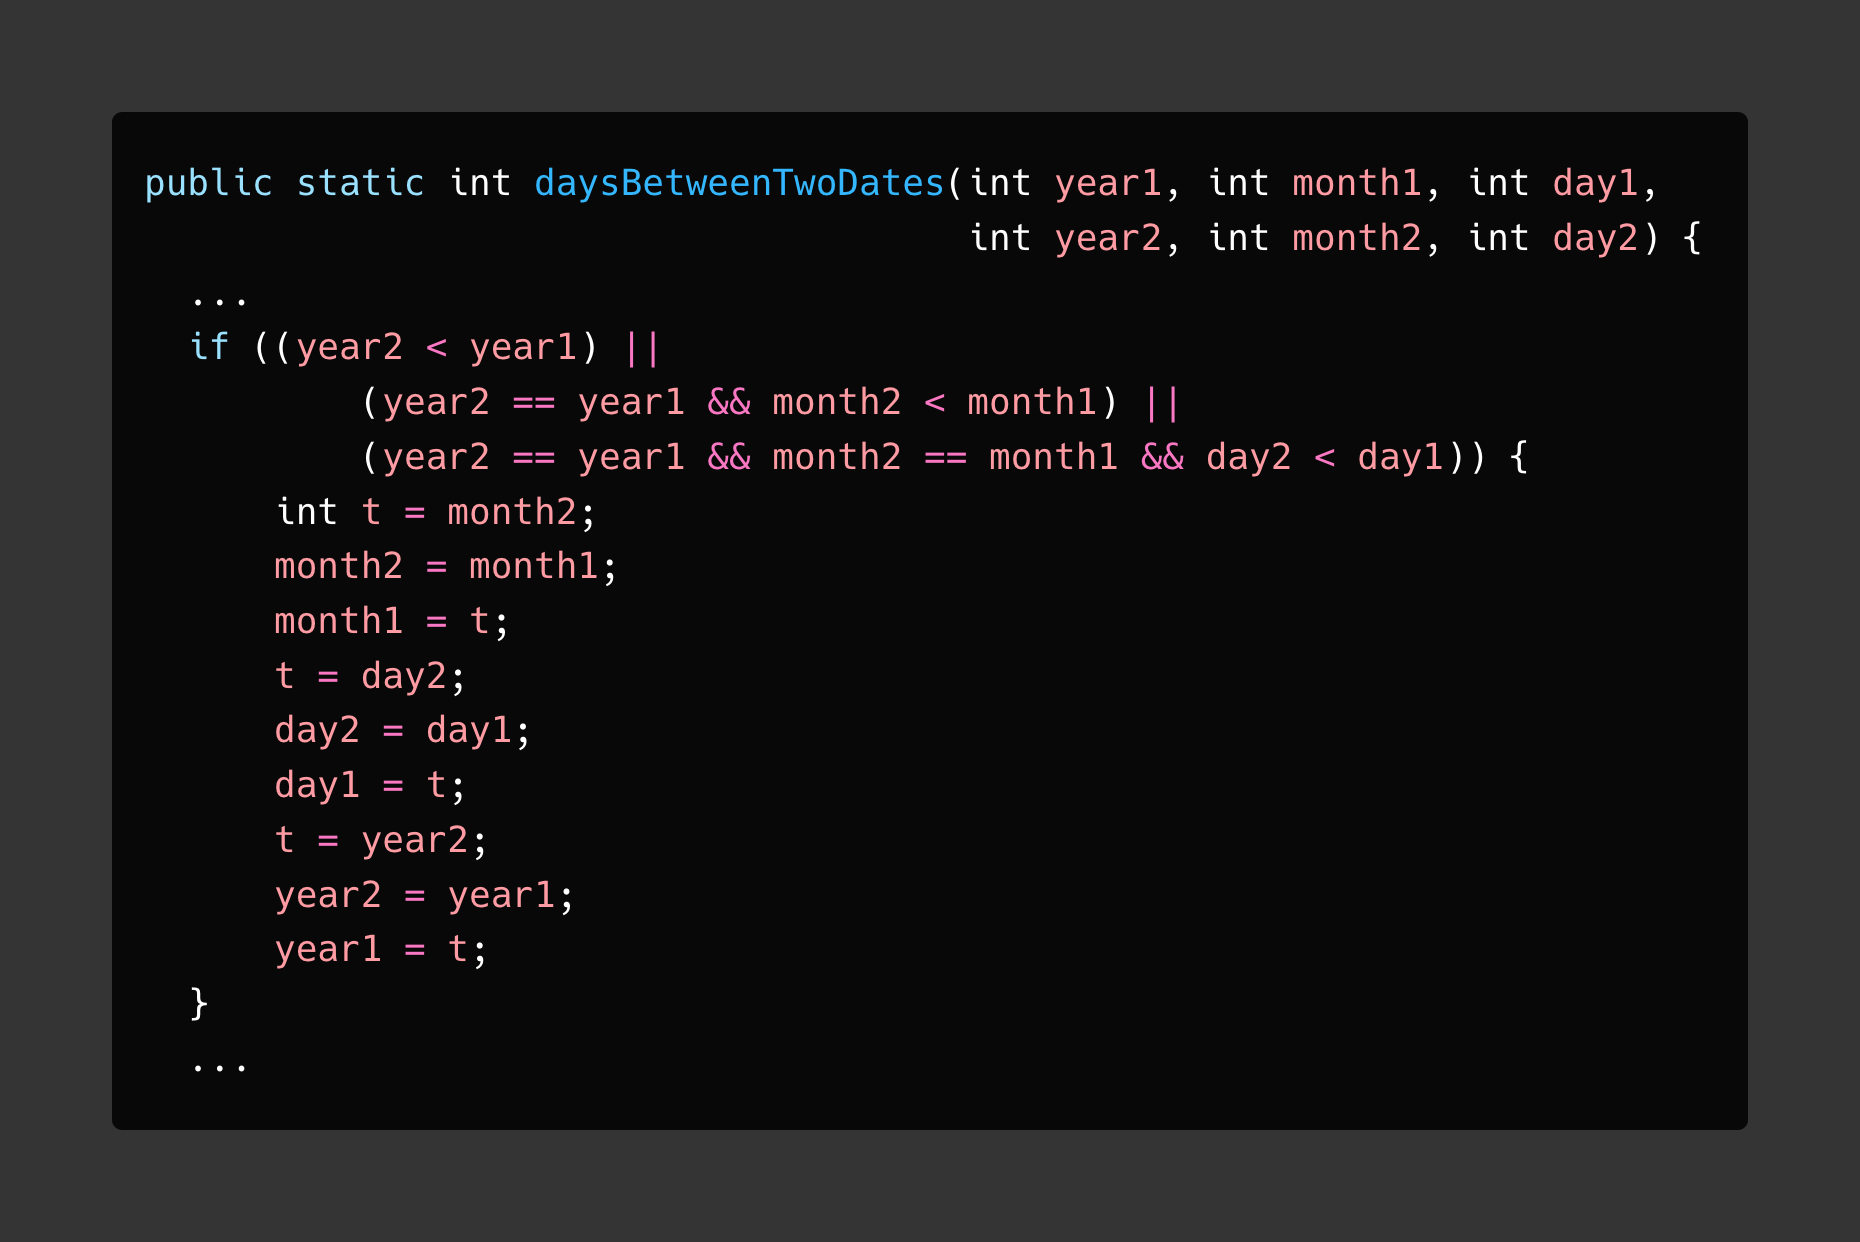 public static int daysBetweenTwoDates(int year1, int month1, int day1,
                                      int year2, int month2, int day2) {
  ...
  if ((year2 < year1) ||
          (year2 == year1 && month2 < month1) ||
          (year2 == year1 && month2 == month1 && day2 < day1)) {
      int t = month2;
      month2 = month1;
      month1 = t;
      t = day2;
      day2 = day1;
      day1 = t;
      t = year2;
      year2 = year1;
      year1 = t;
  }
  ...